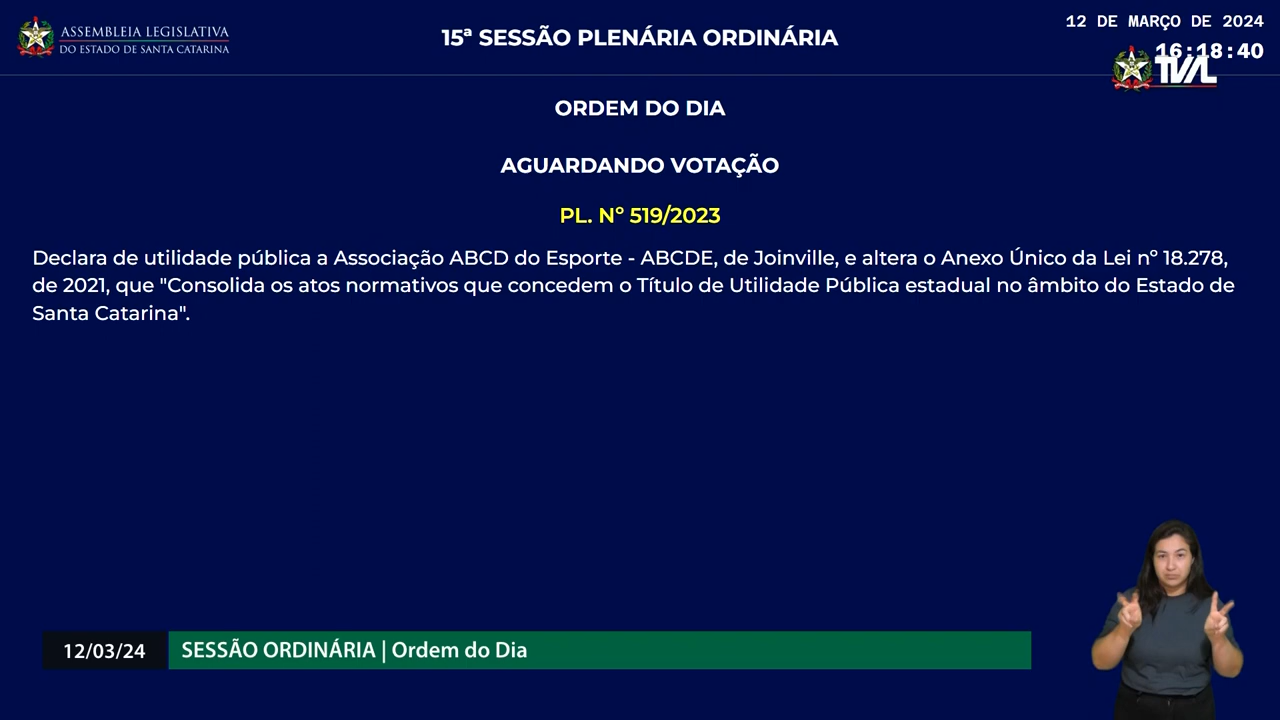 ASSEMBLEIA LEGISLATIVA
DO ESTADO DE SANTA CATARINA
15ª SESSÃO PLENÁRIA ORDINÁRIA
12 DE MARÇO DE 2024
16:18:40
TVAL
ORDEM DO DIA
AGUARDANDO VOTAÇÃO
PL. Nº 519/2023
Declara de utilidade pública a Associação ABCD do Esporte - ABCDE, de Joinville, e altera o Anexo Único da Lei nº 18.278,
de 2021, que "Consolida os atos normativos que concedem o Título de Utilidade Pública estadual no âmbito do Estado de
Santa Catarina".
12/03/24
SESSÃO ORDINÁRIA | Ordem do Dia